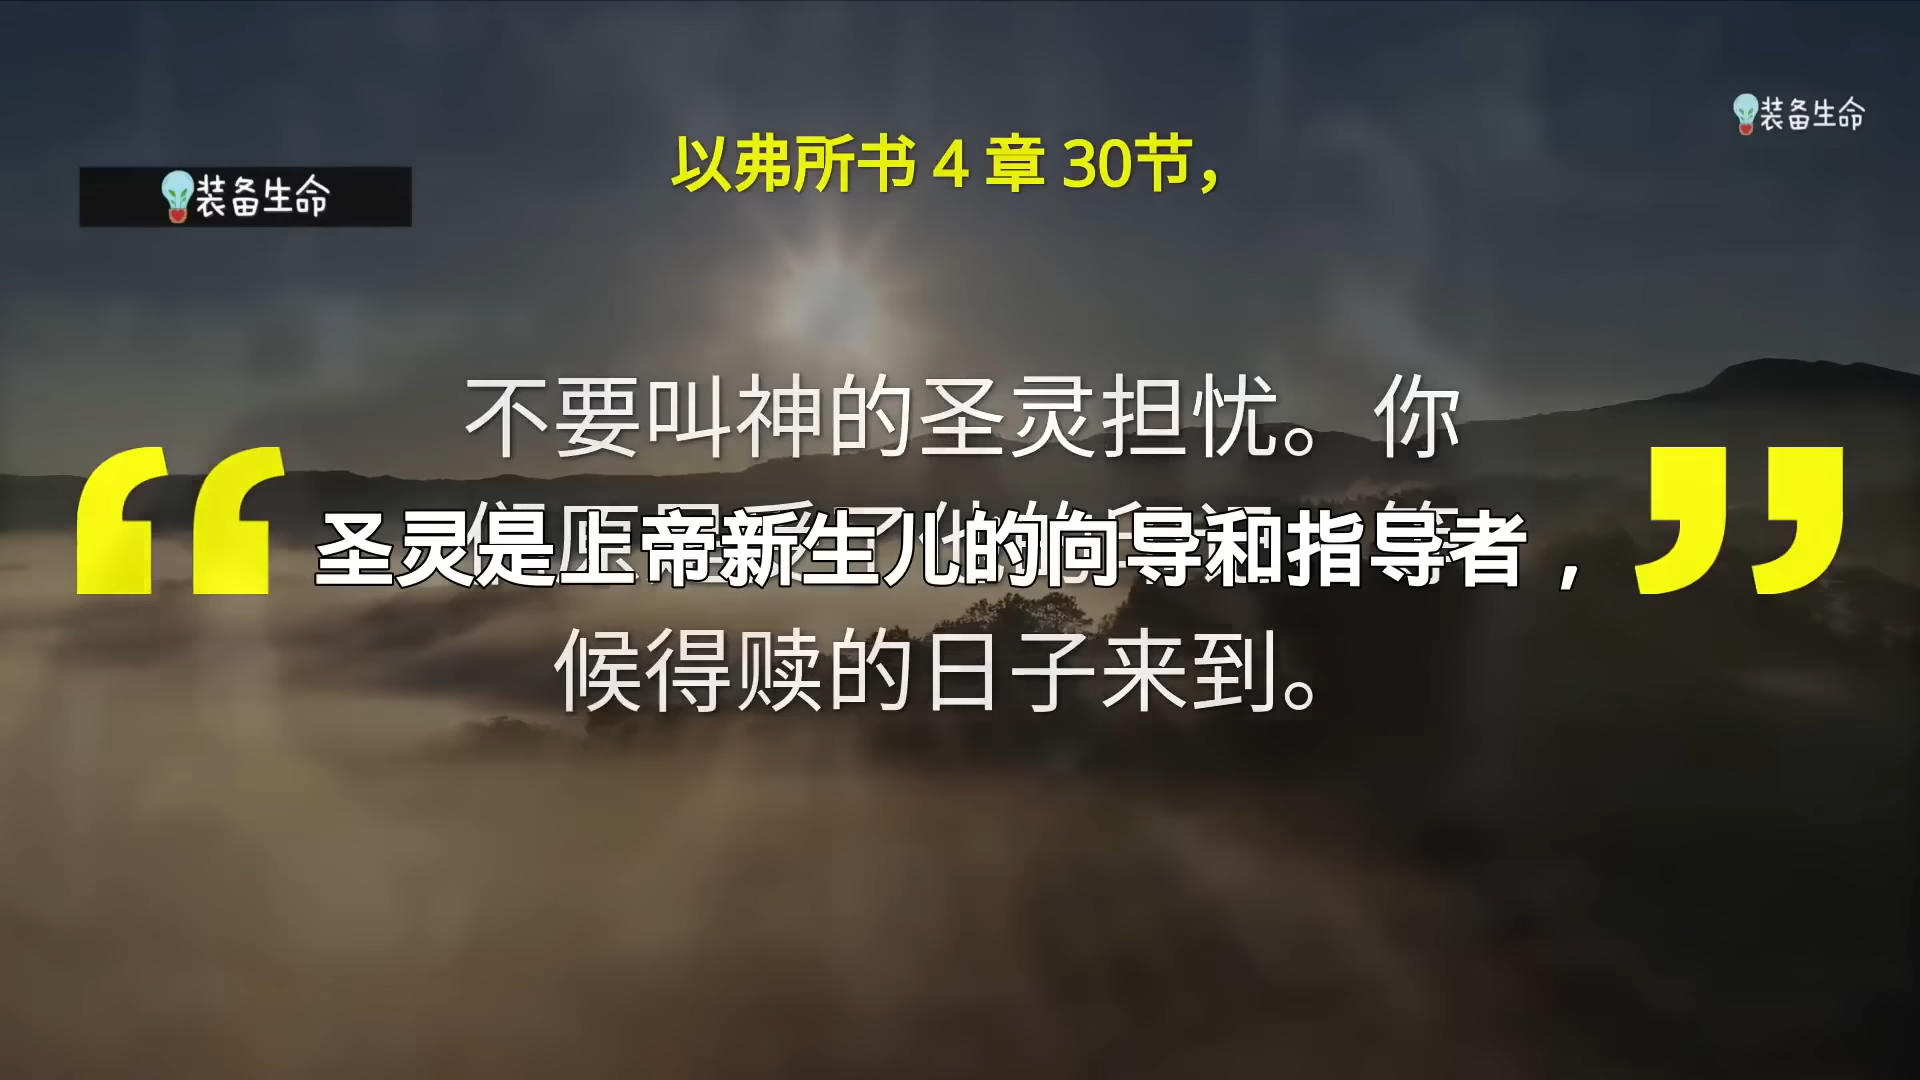 装备生命
以弗所书 4 章 30节，
装备生命
不要叫神的圣灵担忧。你
圣灵是上帝新生儿的向导和指导者，
候得赎的日子来到。